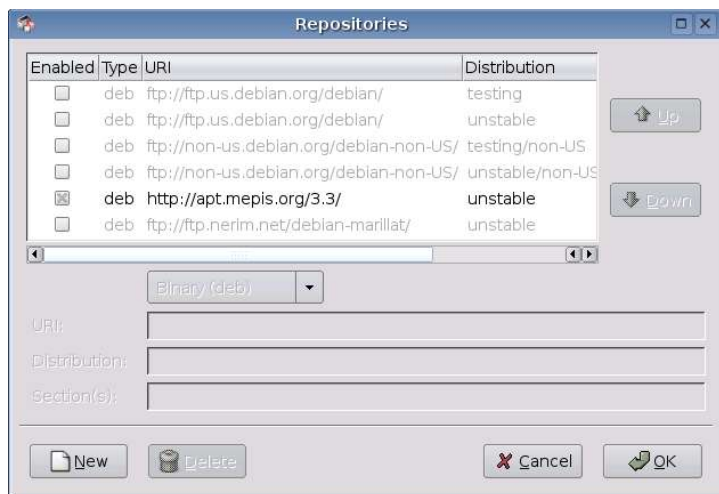 Repositories
Enabled Type URI Distribution
deb ftp://ftp.us.debian.org/debian/ testing
deb ftp://ftp.us.debian.org/debian/ unstable
deb ftp://non-us.debian.org/debian-non-US/ testing/non-US
deb ftp://non-us.debian.org/debian-non-US/ unstable/non-US
deb http://apt.mepis.org/3.3/ unstable
deb ftp://ftp.nerim.net/debian-marillat/ unstable
Up
Down
Binary (deb)
URI:
Distribution:
Section(s):
New Delete Cancel OK